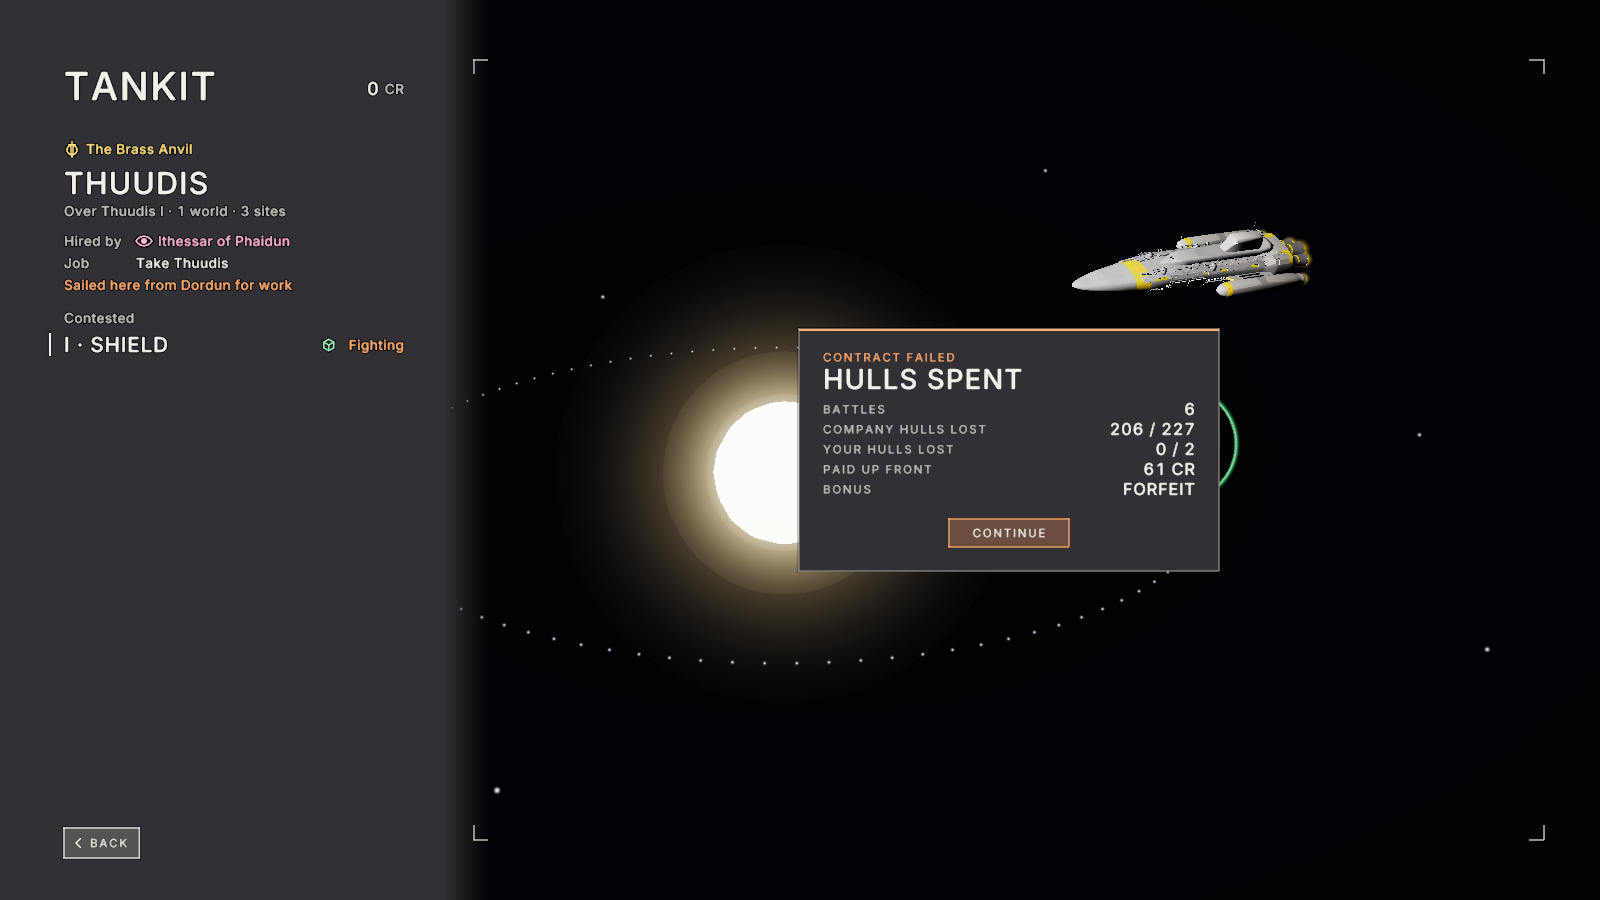 TANKIT
0 CR
The Brass Anvil
THUUDIS
Over Thuudis I · 1 world · 3 sites
Hired by Ithessar of Phaidun
Job Take Thuudis
Sailed here from Dordun for work
Contested
I · SHIELD Fighting
CONTRACT FAILED
HULLS SPENT
BATTLES 6
COMPANY HULLS LOST 206 / 227
YOUR HULLS LOST 0 / 2
PAID UP FRONT 61 CR
BONUS FORFEIT
CONTINUE
BACK